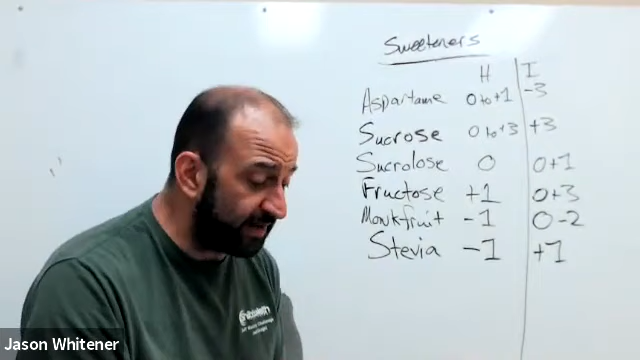 Sweeteners
H I
Aspartame 0 to +1 -3
Sucrose 0 to +3 +3
Sucrolose 0 0+1
Fructose +1 0+3
Monkfruit -1 0-2
Stevia -1 +1
Jason Whitener